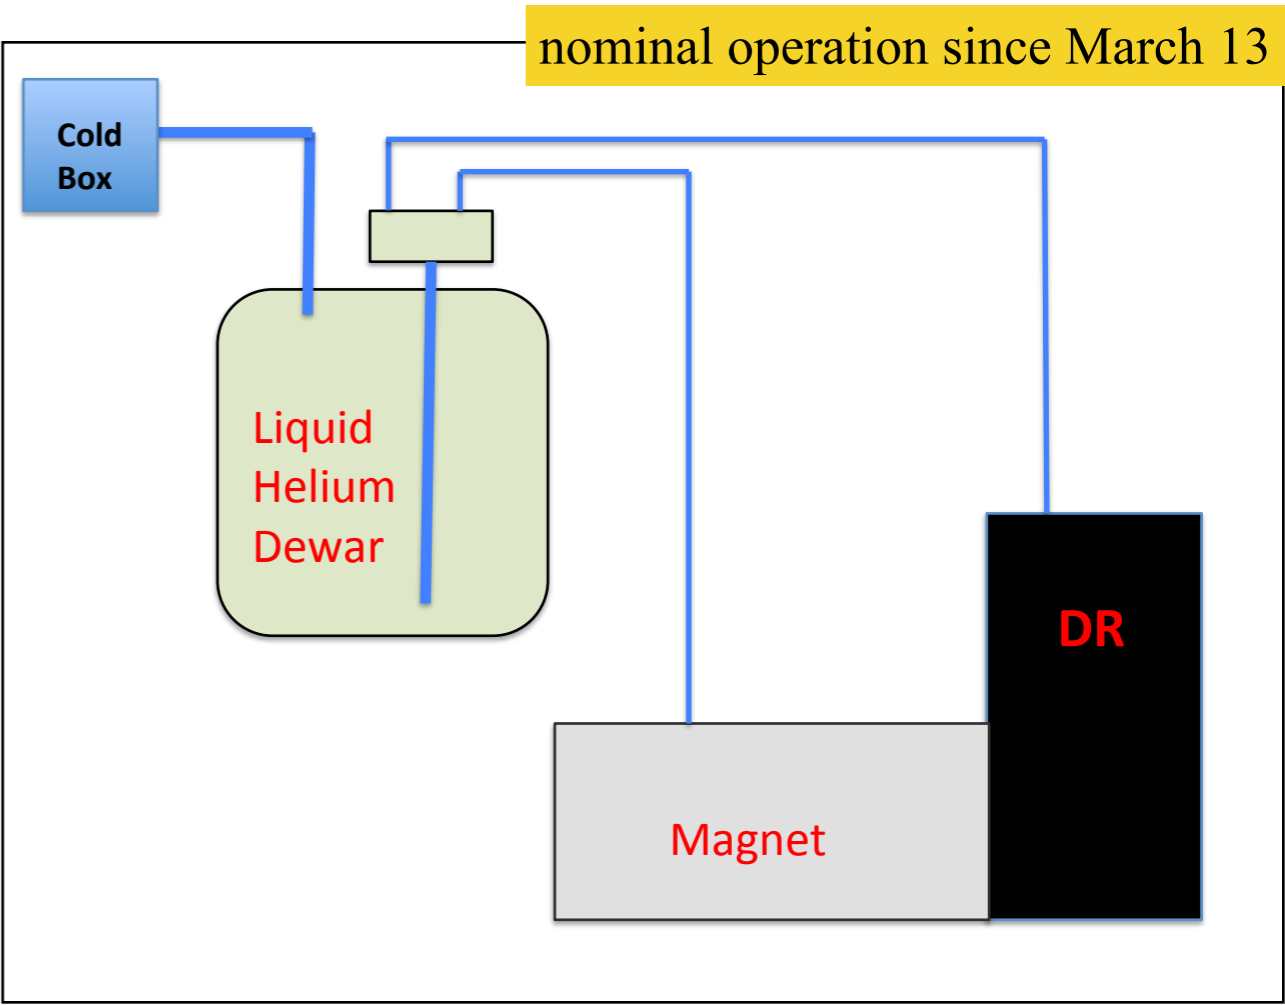 nominal operation since March 13
Cold
Box
Liquid
Helium
Dewar
DR
Magnet